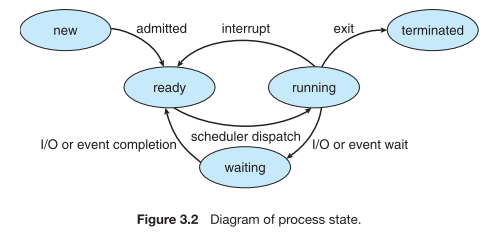 new
admitted
interrupt
exit
terminated
ready
running
scheduler dispatch
I/O or event completion
I/O or event wait
waiting
Figure 3.2 Diagram of process state.